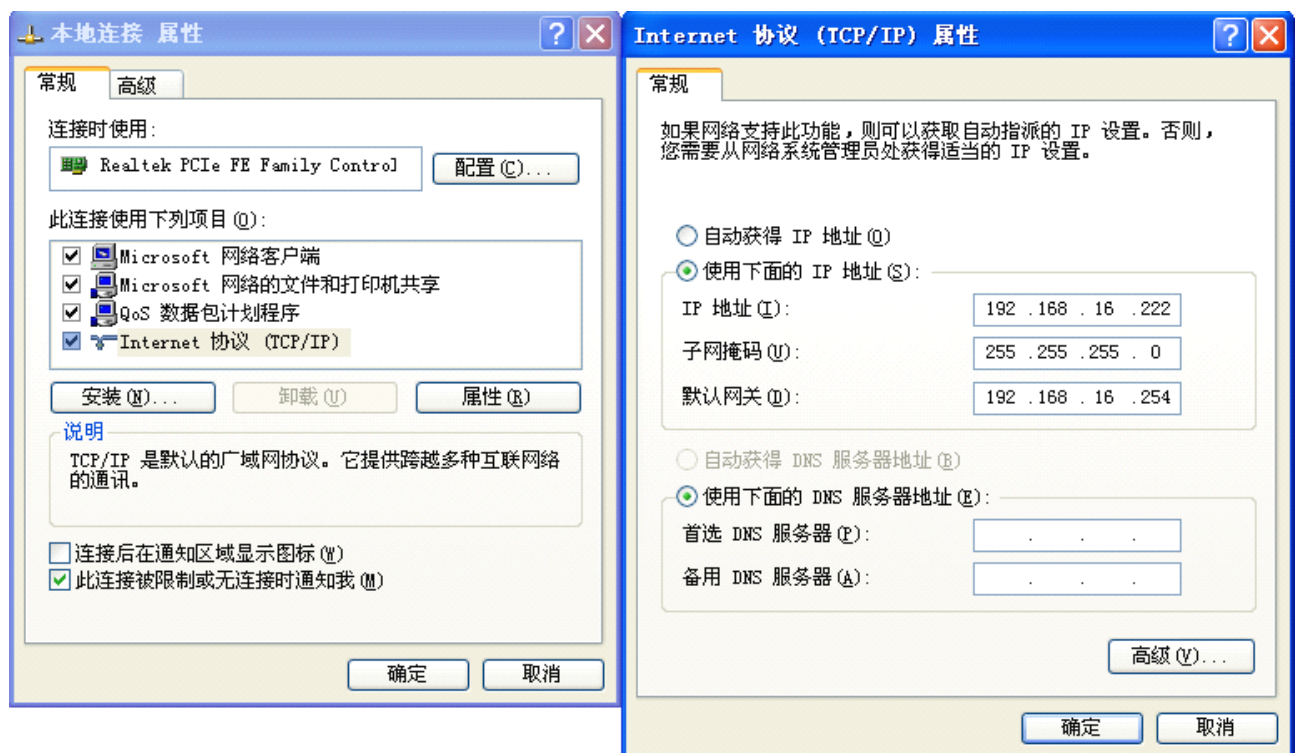 本地连接 属性
常规
高级
连接时使用:
Realtek PCIe FE Family Control
配置(C)...
此连接使用下列项目(O):
Microsoft 网络客户端
Microsoft 网络的文件和打印机共享
QoS 数据包计划程序
Internet 协议 (TCP/IP)
安装(N)...
卸载(U)
属性(R)
说明
TCP/IP 是默认的广域网协议。它提供跨越多种互联网络
的通讯。
连接后在通知区域显示图标(W)
此连接被限制或无连接时通知我(M)
确定
取消
Internet 协议 (TCP/IP) 属性
常规
如果网络支持此功能,则可以获取自动指派的 IP 设置。否则,
您需要从网络系统管理员处获得适当的 IP 设置。
自动获得 IP 地址(O)
使用下面的 IP 地址(S):
IP 地址(I):
192 .168 . 16 .222
子网掩码(U):
255 .255 .255 . 0
默认网关(D):
192 .168 . 16 .254
自动获得 DNS 服务器地址(B)
使用下面的 DNS 服务器地址(E):
首选 DNS 服务器(P):
. . .
备用 DNS 服务器(A):
. . .
高级(V)...
确定
取消